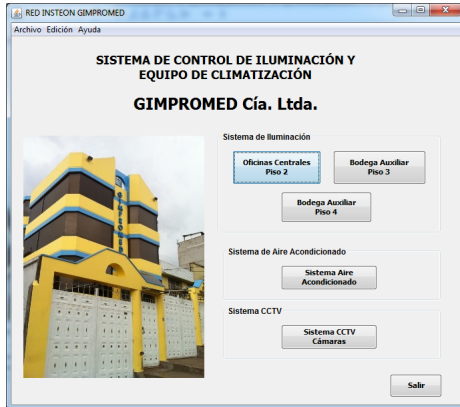 RED INSTEON GIMPROMED
Archivo Edición Ayuda
SISTEMA DE CONTROL DE ILUMINACIÓN Y
EQUIPO DE CLIMATIZACIÓN
GIMPROMED Cía. Ltda.
Sistema de Iluminación
Oficinas Centrales
Piso 2
Bodega Auxiliar
Piso 3
Bodega Auxiliar
Piso 4
Sistema de Aire Acondicionado
Sistema Aire
Acondicionado
Sistema CCTV
Sistema CCTV
Cámaras
Salir
GIMPROMED